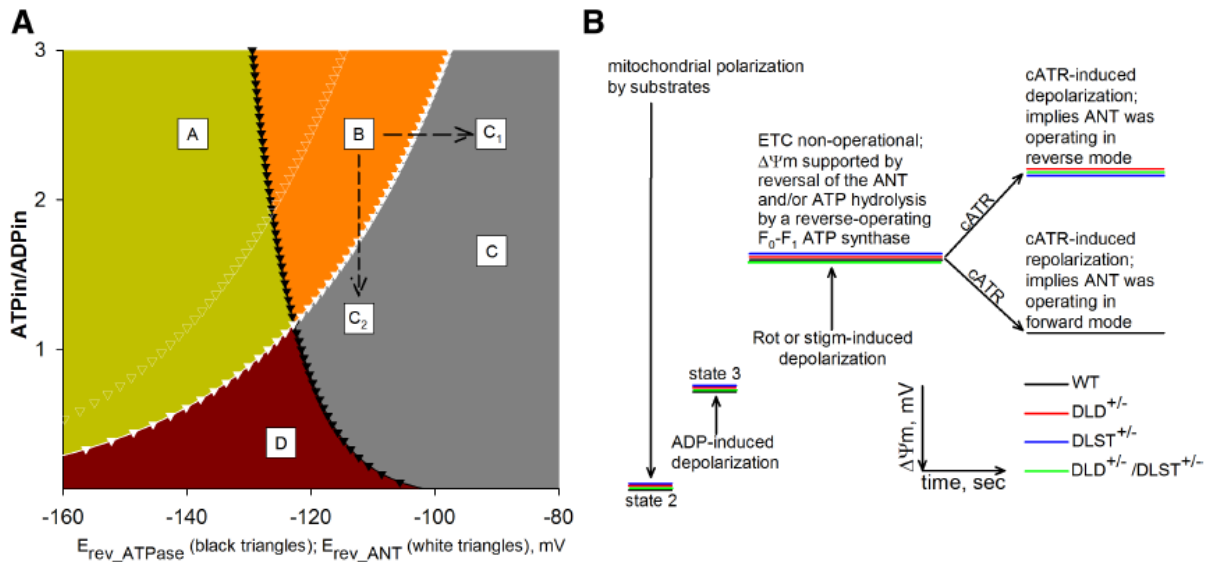 A
3
2
1
ATPin/ADPin
A
B
C₁
C
C₂
D
-160
-140
-120
-100
-80
E_rev_ATPase (black triangles); E_rev_ANT (white triangles), mV
B
mitochondrial polarization
by substrates
state 2
state 3
ADP-induced
depolarization
ETC non-operational;
ΔΨm supported by
reversal of the ANT
and/or ATP hydrolysis
by a reverse-operating
F₀-F₁ ATP synthase
Rot or stigm-induced
depolarization
cATR
cATR
cATR-induced
depolarization;
implies ANT was
operating in
reverse mode
cATR-induced
repolarization;
implies ANT was
operating in
forward mode
ΔΨm, mV
time, sec
WT
DLD⁺/⁻
DLST⁺/⁻
DLD⁺/⁻/DLST⁺/⁻